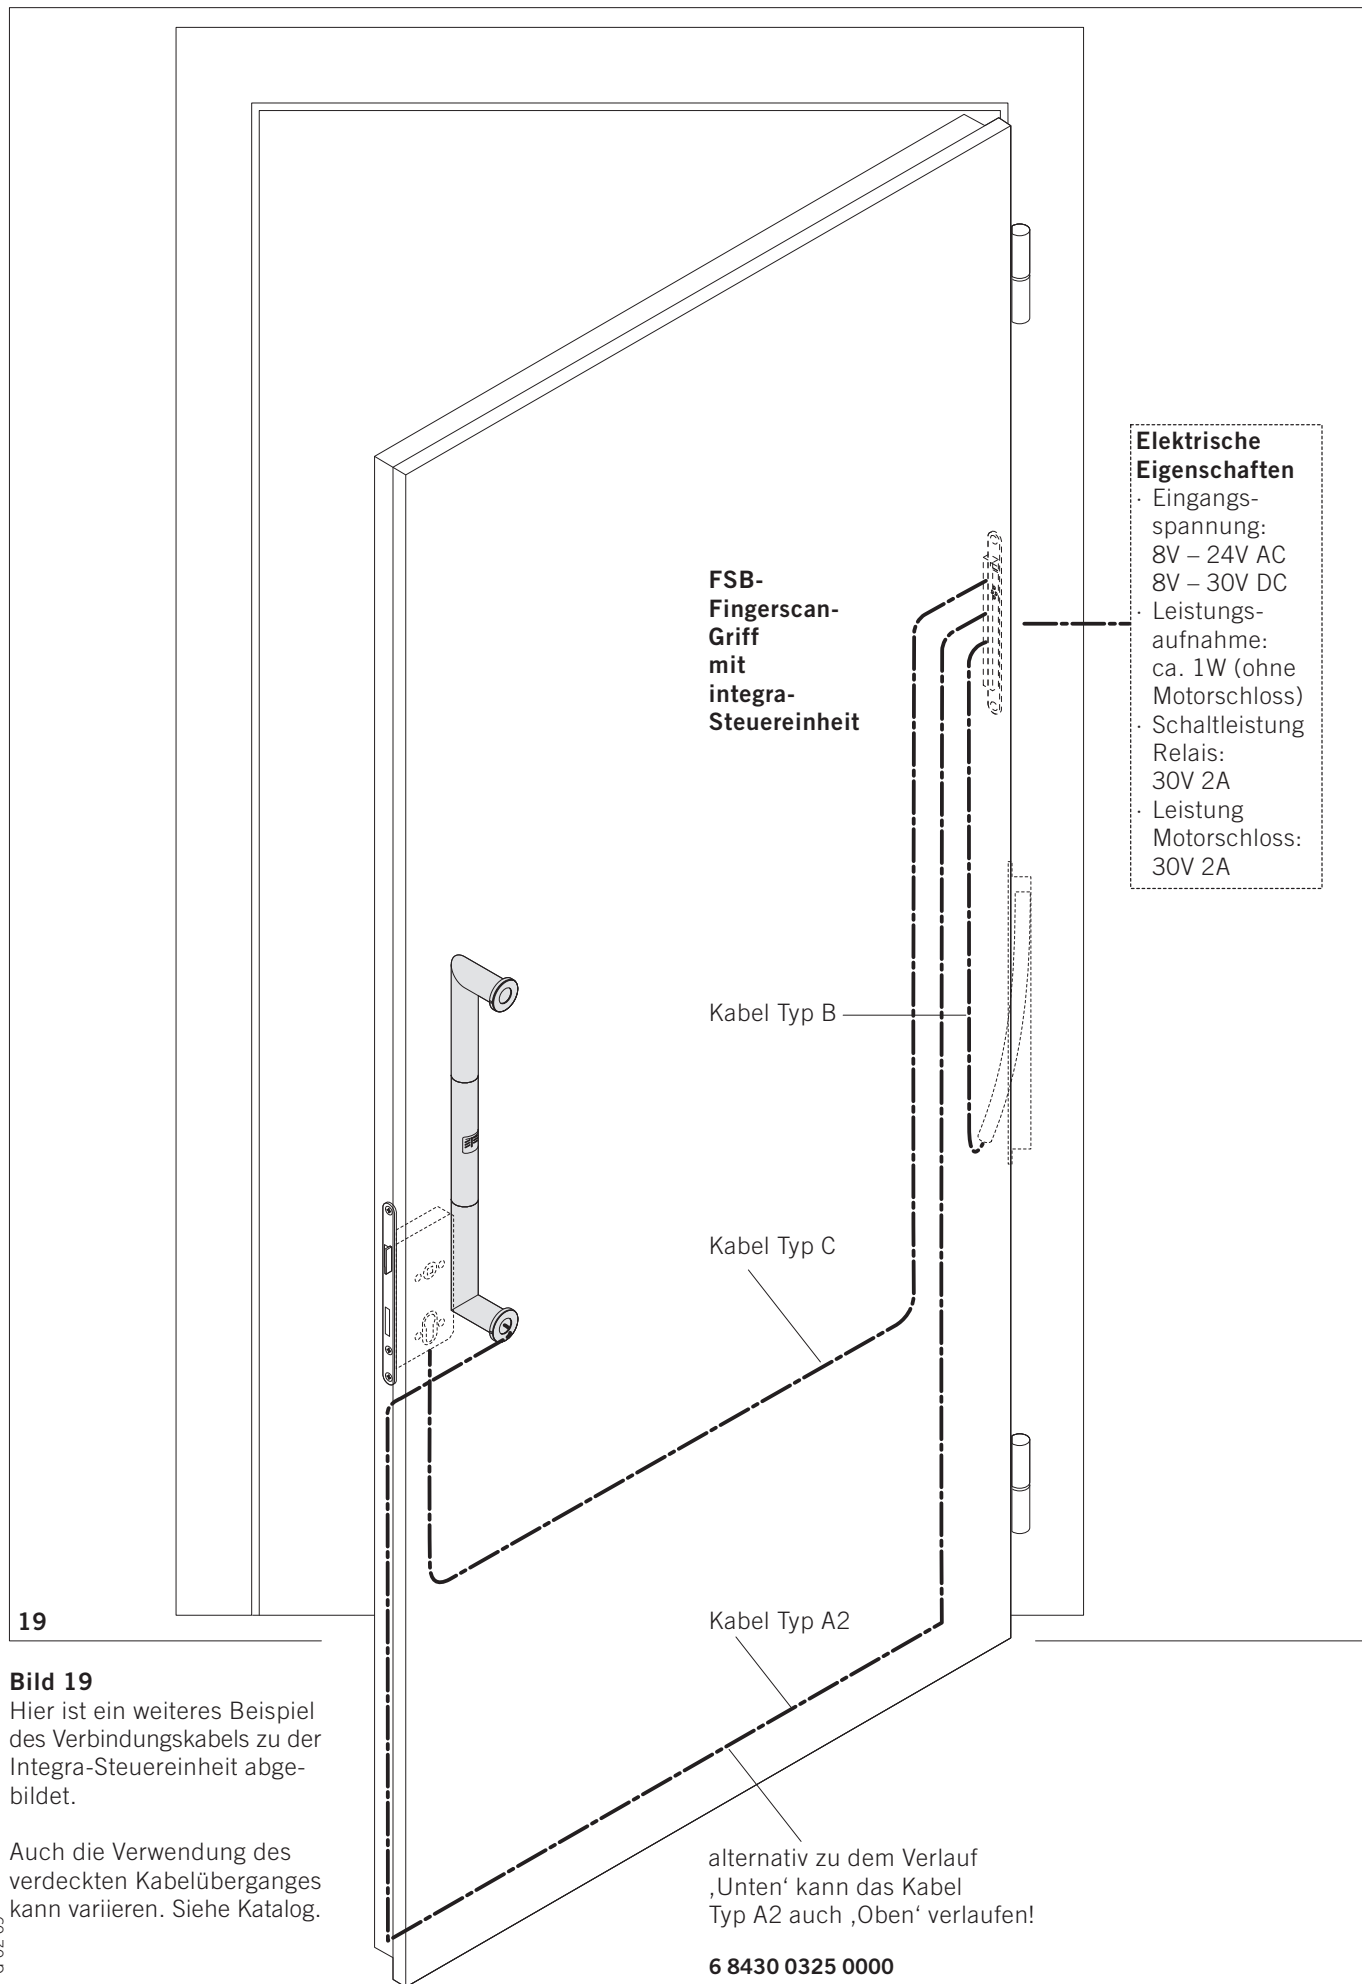 Elektrische
Eigenschaften
· Eingangs-
spannung:
8V – 24V AC
8V – 30V DC
· Leistungs-
aufnahme:
ca. 1W (ohne
Motorschloss)
· Schaltleistung
Relais:
30V 2A
· Leistung
Motorschloss:
30V 2A
FSB-
Fingerscan-
Griff
mit
integra-
Steuereinheit
Kabel Typ B
Kabel Typ C
Kabel Typ A2
19
Bild 19
Hier ist ein weiteres Beispiel
des Verbindungskabels zu der
Integra-Steuereinheit abge-
bildet.
Auch die Verwendung des
verdeckten Kabelüberganges
kann variieren. Siehe Katalog.
alternativ zu dem Verlauf
‚Unten‘ kann das Kabel
Typ A2 auch ‚Oben‘ verlaufen!
6 8430 0325 0000